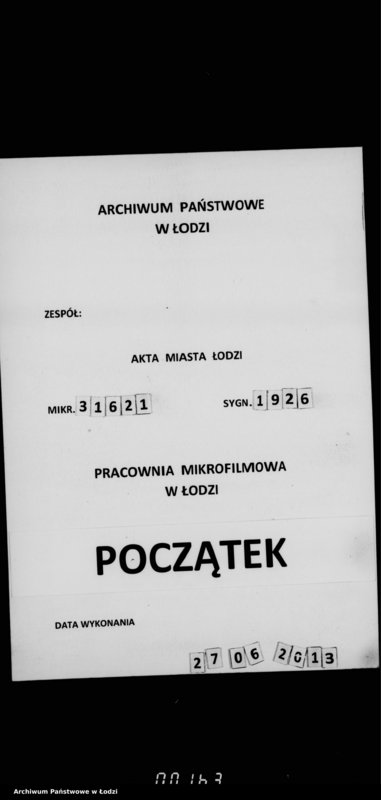 ARCHIWUM PAŃSTWOWE
W ŁODZI
ZESPÓŁ:
AKTA MIASTA ŁODZI
MIKR. 31621 SYGN. 1926
PRACOWNIA MIKROFILMOWA
W ŁODZI
POCZĄTEK
DATA WYKONANIA
27 06 2013
00163
Archiwum Państwowe w Łodzi